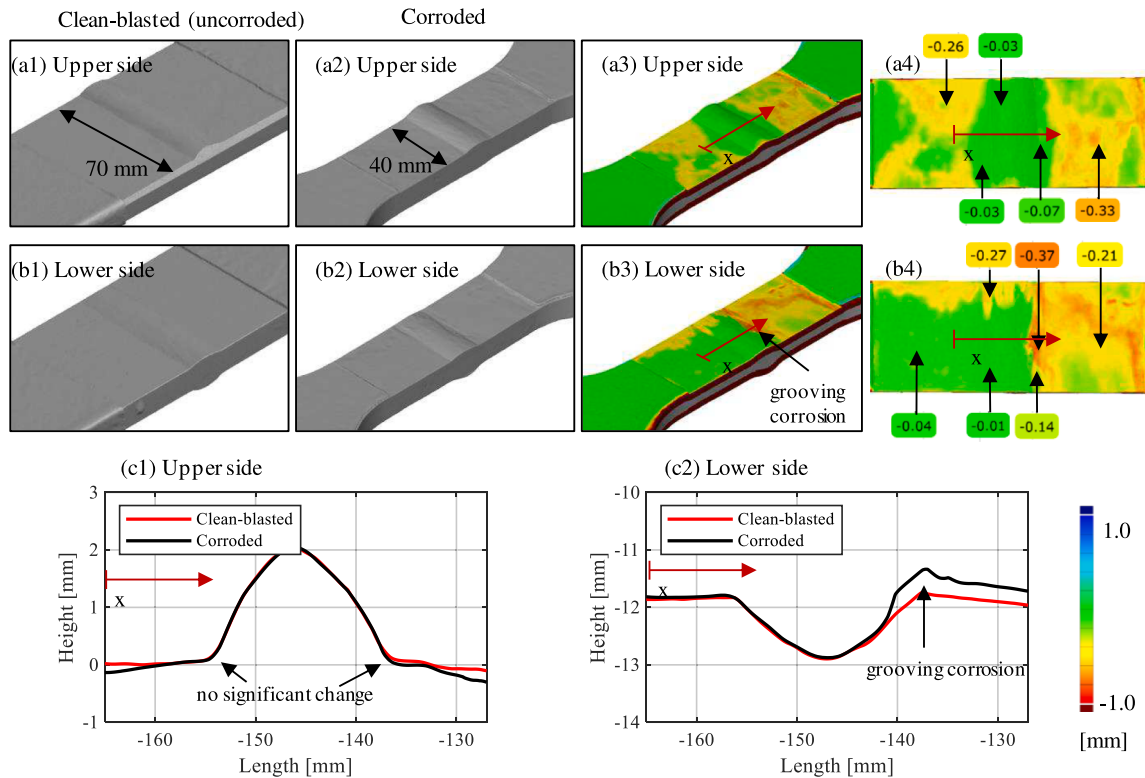 Clean-blasted (uncorroded)
Corroded
(a1) Upper side
70 mm
(a2) Upper side
40 mm
(a3) Upper side
x
(a4)
-0.26
-0.03
x
-0.03
-0.07
-0.33
(b1) Lower side
(b2) Lower side
(b3) Lower side
x
grooving
corrosion
(b4)
-0.27
-0.37
-0.21
x
-0.04
-0.01
-0.14
(c1) Upper side
3
2
1
0
-1
Height [mm]
Clean-blasted
Corroded
x
no significant change
-160
-150
-140
-130
Length [mm]
(c2) Lower side
-10
-11
-12
-13
-14
Height [mm]
Clean-blasted
Corroded
x
grooving corrosion
-160
-150
-140
-130
Length [mm]
1.0
-1.0
[mm]